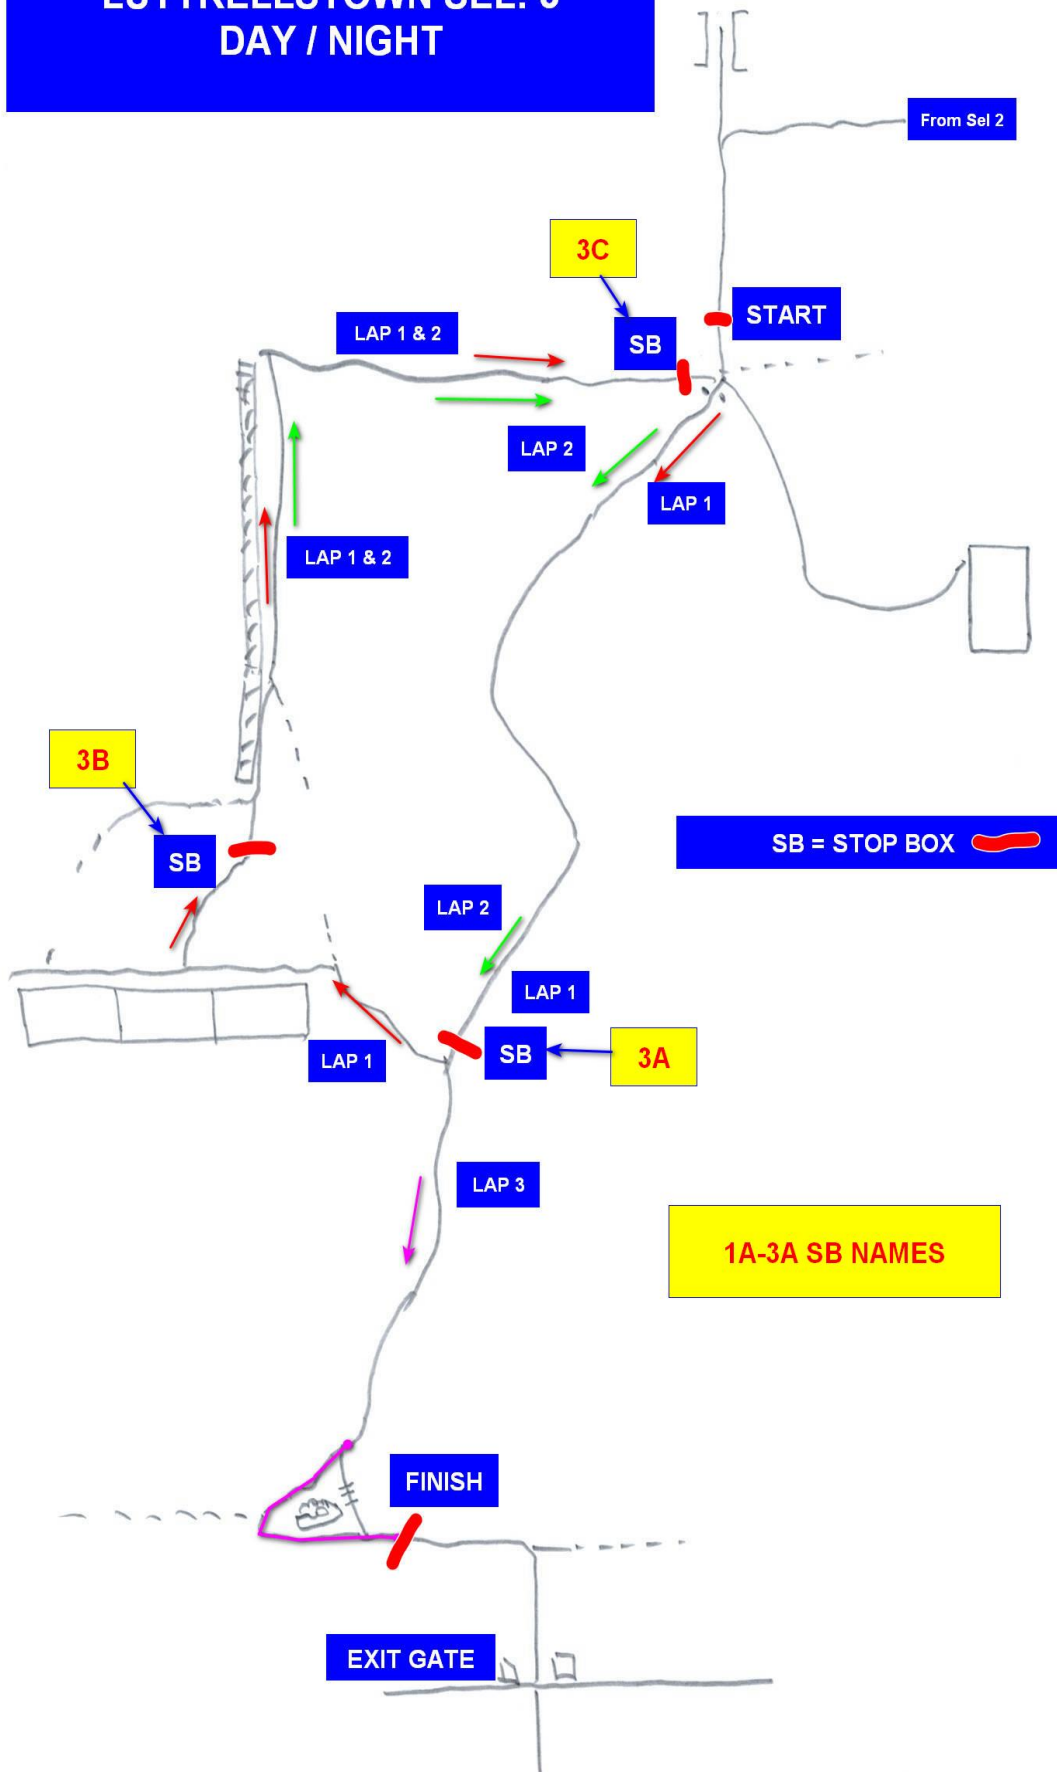 DAY / NIGHT
From Sel 2
3C
START
LAP 1 & 2
SB
LAP 2
LAP 1
LAP 1 & 2
3B
SB = STOP BOX
SB
LAP 2
LAP 1
SB
3A
LAP 1
LAP 3
1A-3A SB NAMES
FINISH
EXIT GATE